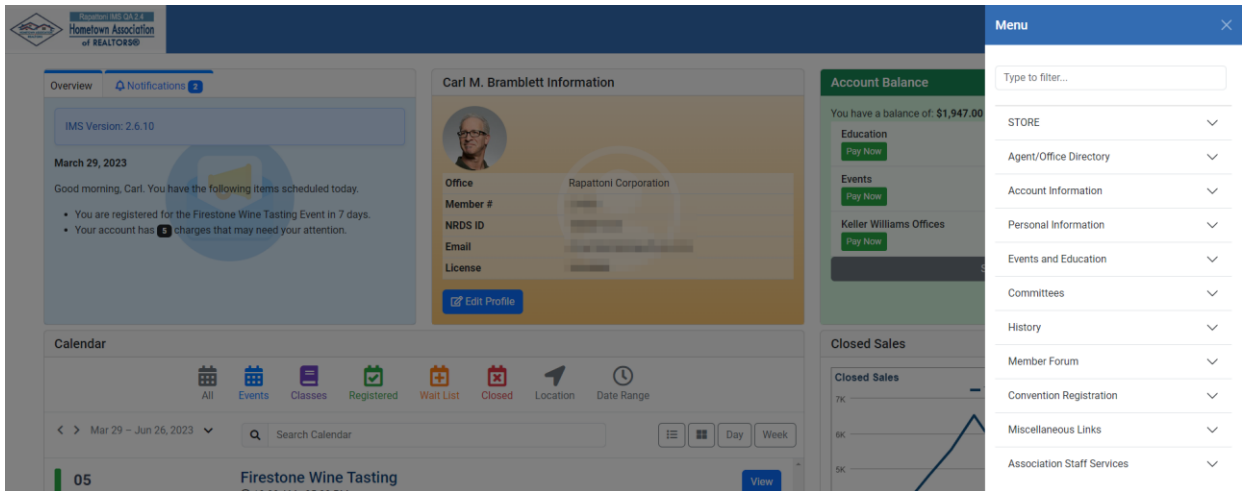 Rapattoni IMS QA 2.4
Hometown Association
of REALTORS®
Menu
Type to filter...
STORE
Agent/Office Directory
Account Information
Personal Information
Events and Education
Committees
History
Member Forum
Convention Registration
Miscellaneous Links
Association Staff Services
Overview
Notifications 2
IMS Version: 2.6.10
March 29, 2023
Good morning, Carl. You have the following items scheduled today.
You are registered for the Firestone Wine Tasting Event in 7 days.
Your account has 5 charges that may need your attention.
Carl M. Bramblett Information
Office Rapattoni Corporation
Member #
NRDS ID
Email
License
Edit Profile
Account Balance
You have a balance of: $1,947.00
Education
Pay Now
Events
Pay Now
Keller Williams Offices
Pay Now
Calendar
All Events Classes Registered Wait List Closed Location Date Range
Mar 29 – Jun 26, 2023
Search Calendar
Day Week
05
Firestone Wine Tasting
View
Closed Sales
Closed Sales
7K
6K
5K